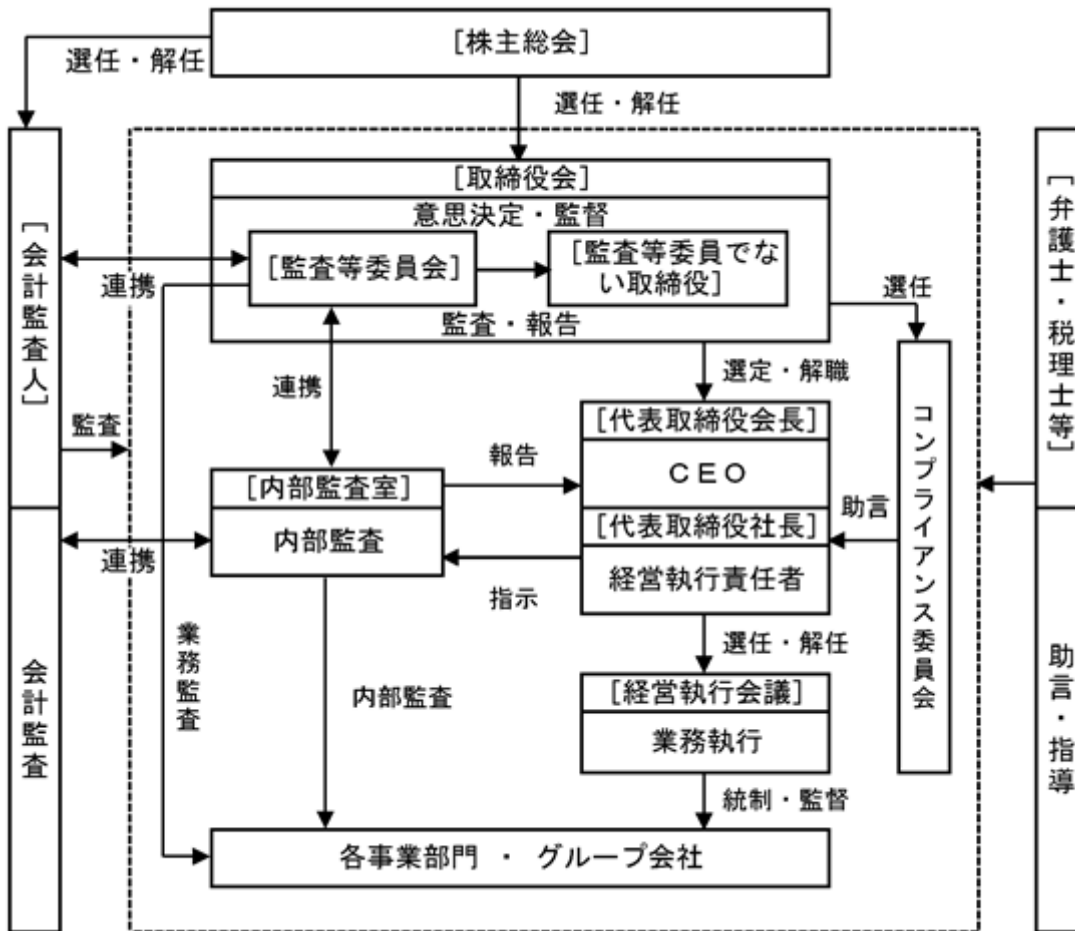 [株主総会]
選任・解任
選任・解任
[取締役会]
意思決定・監督
[監査等委員会]
[監査等委員でな
い取締役]
監査・報告
[会計監査人]
会計監査
連携
選任
選定・解職
連携
監査
[代表取締役会長]
CEO
報告
[内部監査室]
内部監査
[代表取締役社長]
経営執行責任者
助言
連携
指示
コンプライアンス委員会
[弁護士・税理士等]
助言・指導
選任・解任
業務監査
内部監査
[経営執行会議]
業務執行
統制・監督
各事業部門 ・ グループ会社